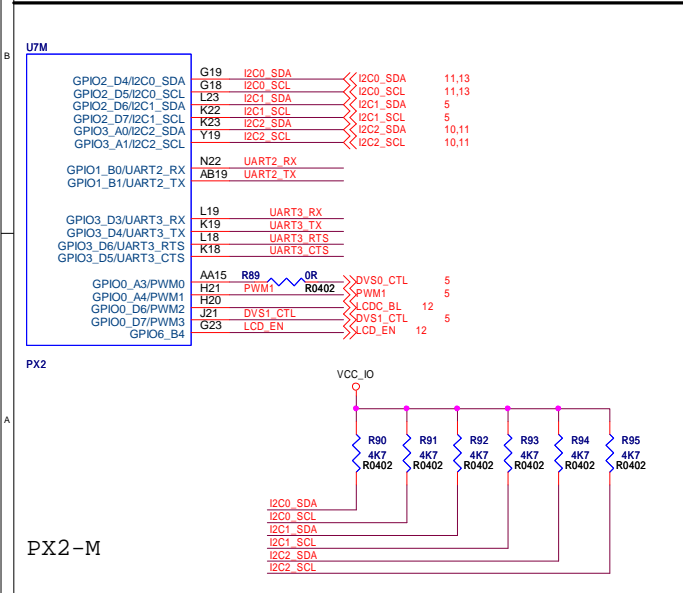 B
U7M
GPIO2_D4/I2C0_SDA G19 I2C0_SDA I2C0_SDA 11,13
GPIO2_D5/I2C0_SCL G18 I2C0_SCL I2C0_SCL 11,13
GPIO2_D6/I2C1_SDA L23 I2C1_SDA I2C1_SDA 5
GPIO2_D7/I2C1_SCL K22 I2C1_SCL I2C1_SCL 5
GPIO3_A0/I2C2_SDA K23 I2C2_SDA I2C2_SDA 10,11
GPIO3_A1/I2C2_SCL Y19 I2C2_SCL I2C2_SCL 10,11
GPIO1_B0/UART2_RX N22 UART2_RX
GPIO1_B1/UART2_TX AB19 UART2_TX
GPIO3_D3/UART3_RX L19 UART3_RX
GPIO3_D4/UART3_TX K19 UART3_TX
GPIO3_D6/UART3_RTS L18 UART3_RTS
GPIO3_D5/UART3_CTS K18 UART3_CTS
GPIO0_A3/PWM0 AA15 R89 0R DVS0_CTL 5
GPIO0_A4/PWM1 H21 PWM1 R0402 PWM1 5
GPIO0_D6/PWM2 H20 LCDC_BL 12
GPIO0_D7/PWM3 J21 DVS1_CTL DVS1_CTL 5
GPIO6_B4 G23 LCD_EN LCD_EN 12
PX2
VCC_IO
A
R90 R91 R92 R93 R94 R95
4K7 4K7 4K7 4K7 4K7 4K7
R0402 R0402 R0402 R0402 R0402 R0402
I2C0_SDA
I2C0_SCL
I2C1_SDA
I2C1_SCL
I2C2_SDA
I2C2_SCL
PX2-M